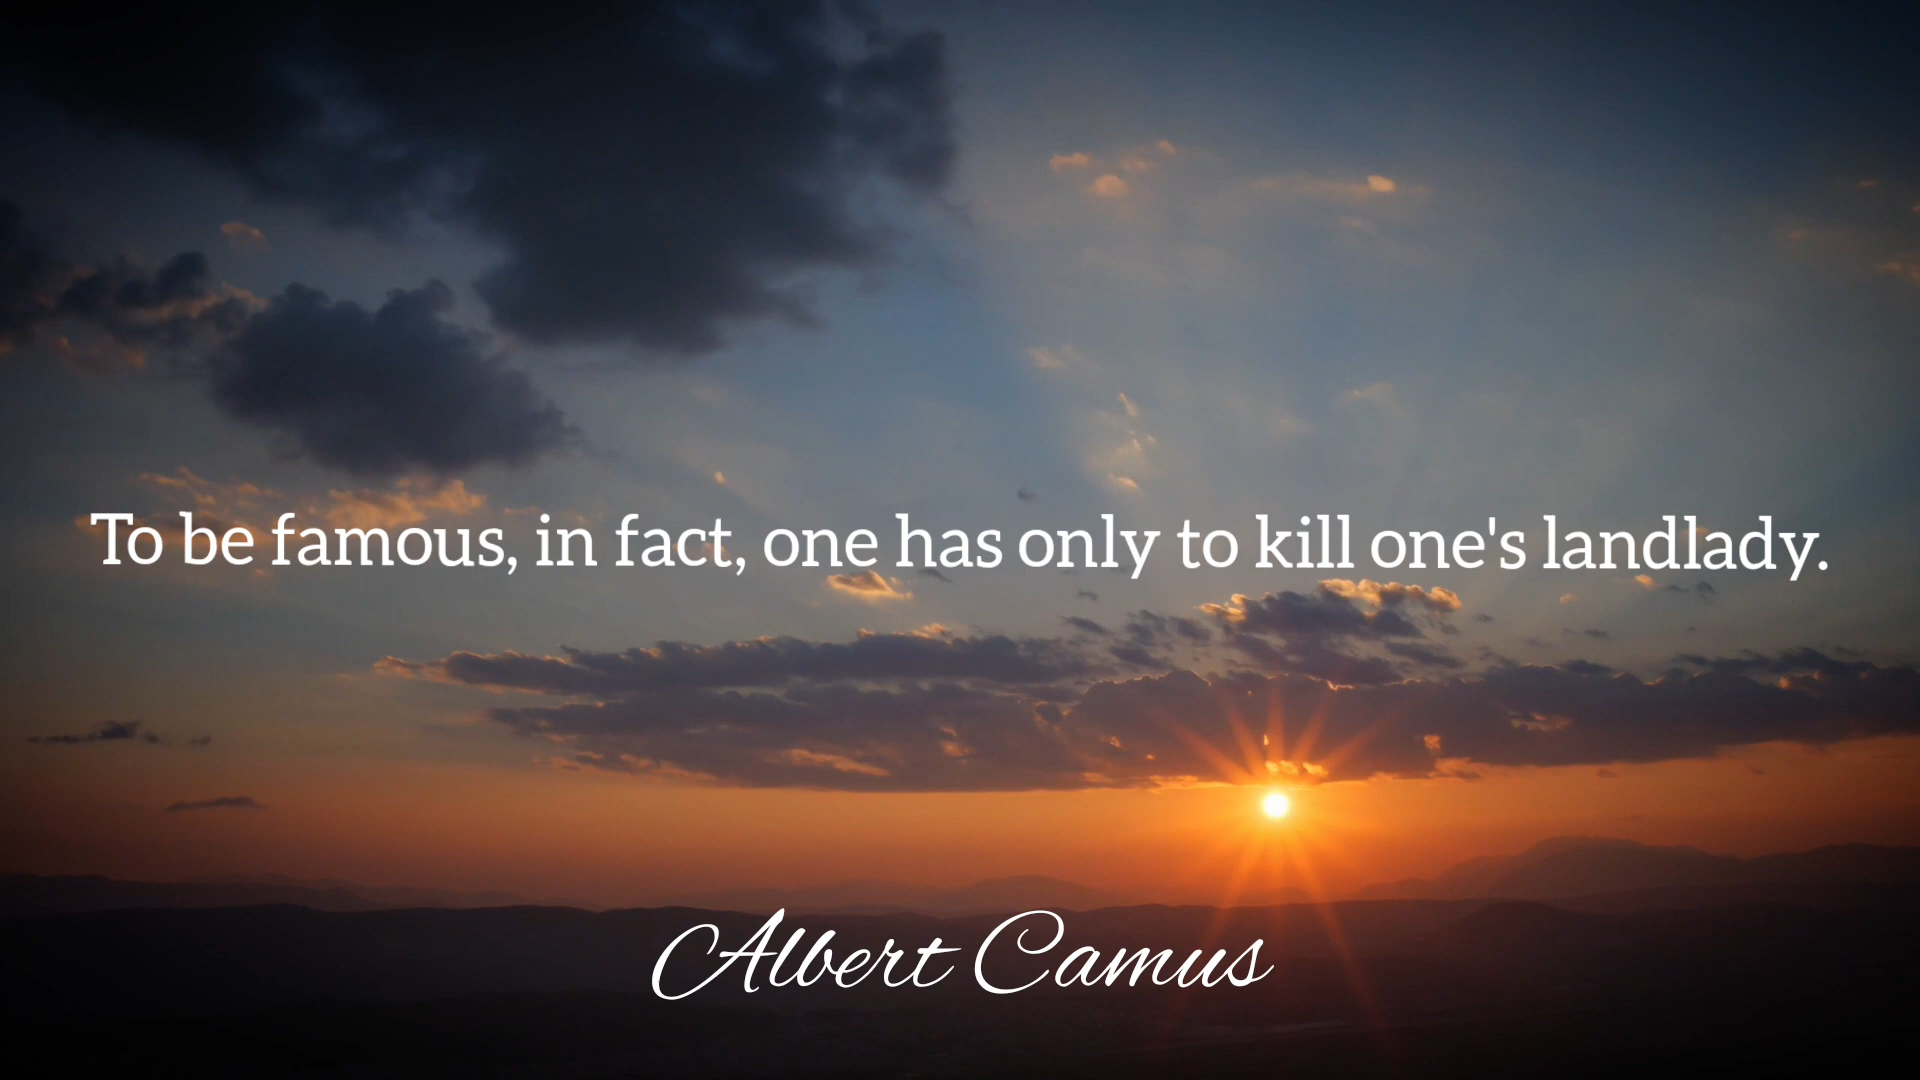 To be famous, in fact, one has only to kill one's landlady.
Albert Camus